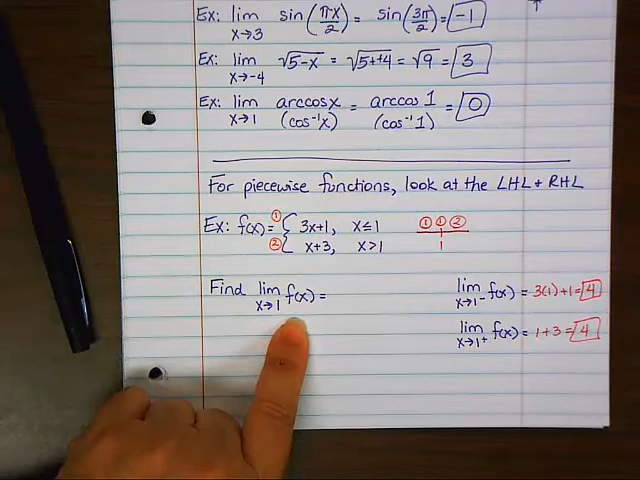 Ex: lim x→3 sin(πx/2) = sin(3π/2) = -1
Ex: lim x→-4 √5-x = √5++4 = √9 = 3
Ex: lim x→1 arccosx = arccos1 = 0
(cos⁻¹x) (cos⁻¹1)
For piecewise functions, look at the LHL + RHL
Ex: f(x) = { ① 3x+1, x≤1 ① ① ②
② x+3, x>1 1
Find lim x→1 f(x) =
lim x→1⁻ f(x) = 3(1)+1 = 4
lim x→1⁺ f(x) = 1+3 = 4